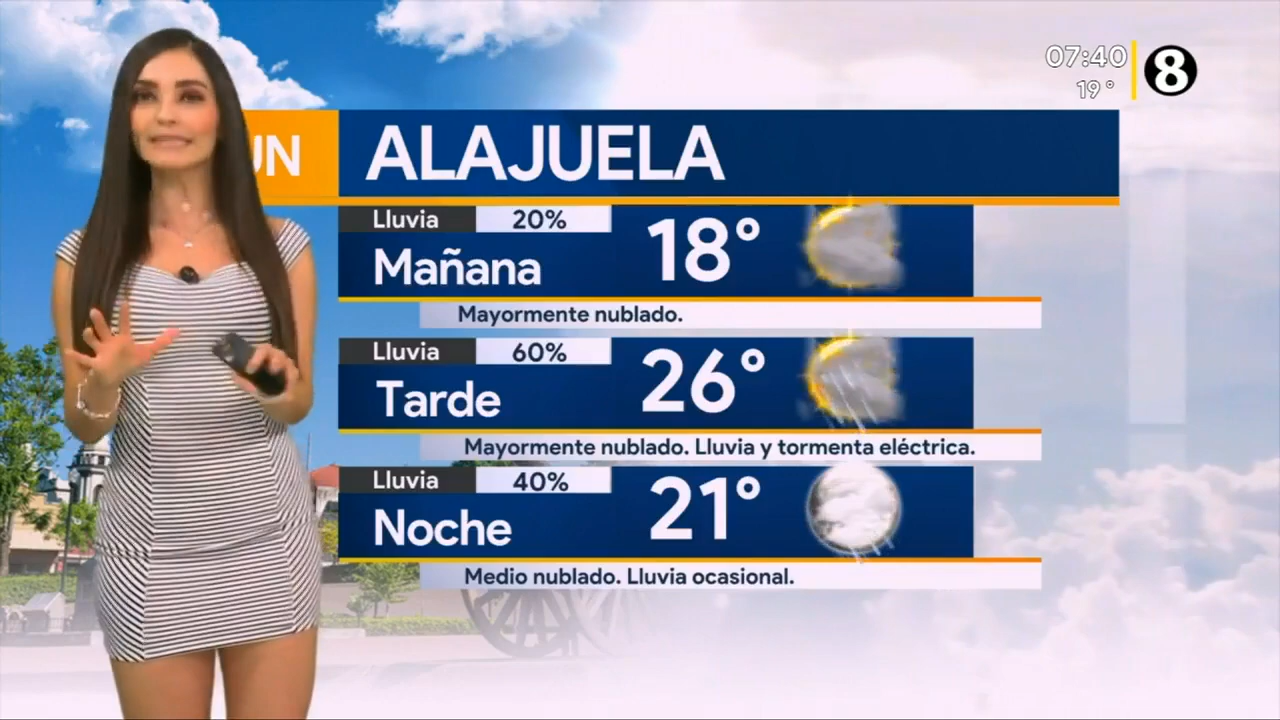 07:40
19°
8
UN
ALAJUELA
Lluvia 20%
Mañana 18°
Mayormente nublado.
Lluvia 60%
Tarde 26°
Mayormente nublado. Lluvia y tormenta eléctrica.
Lluvia 40%
Noche 21°
Medio nublado. Lluvia ocasional.